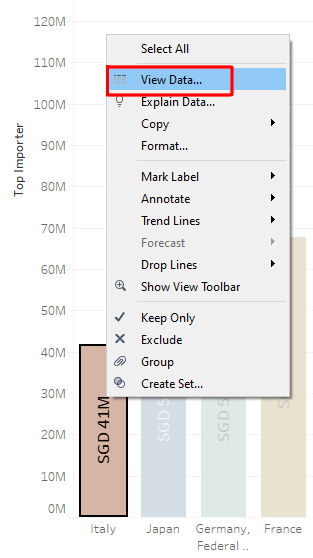 120M
110M
100M
90M
80M
70M
60M
50M
40M
30M
20M
10M
0M
Top Importer
Select All
View Data...
Explain Data...
Copy
Format...
Mark Label
Annotate
Trend Lines
Forecast
Drop Lines
Show View Toolbar
Keep Only
Exclude
Group
Create Set...
SGD 41M
SGD 5
SGD 5
S
Italy
Japan
Germany,
Federal ..
France